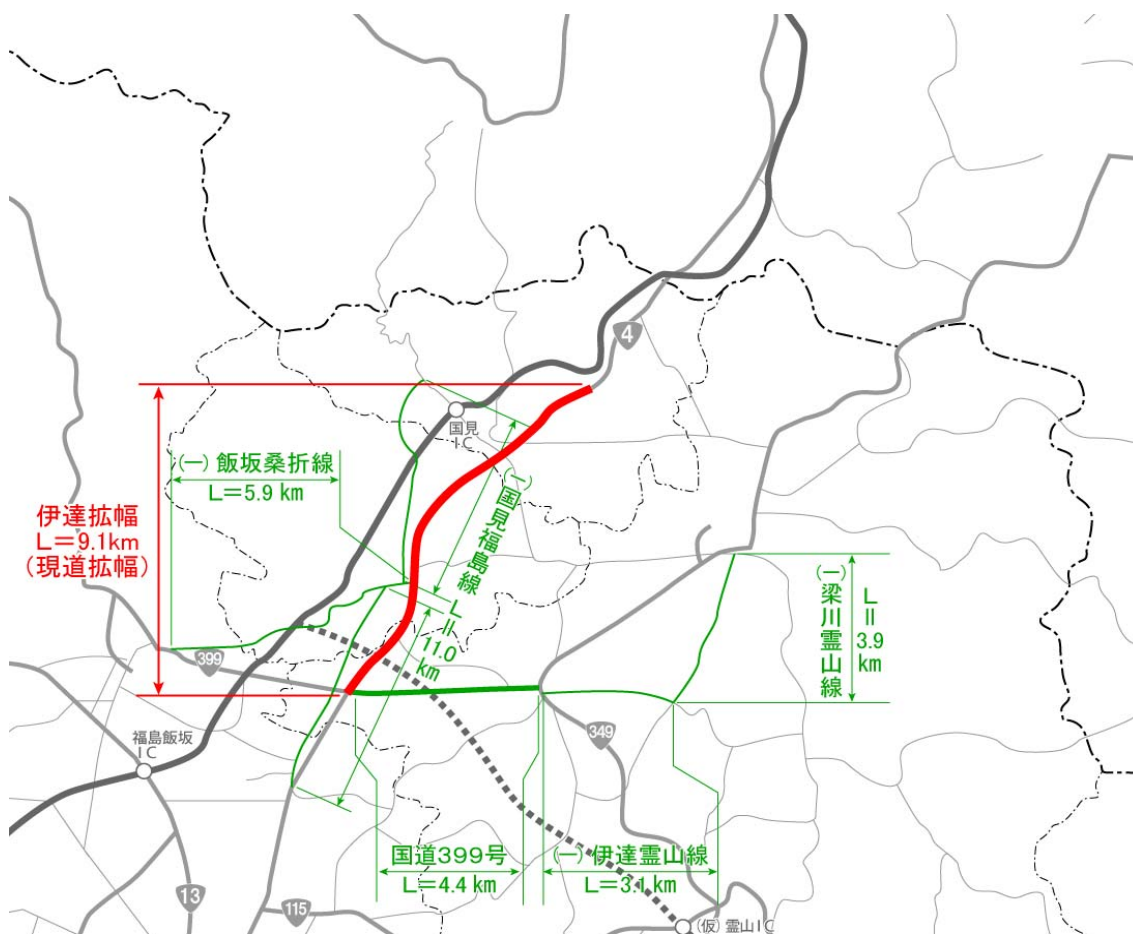 4
国見
IC
(一)飯坂桑折線
L=5.9 km
伊達拡幅
L=9.1km
(現道拡幅)
(一)国見福島線
L=11.0
km
(一)梁川霊山線
L=
3.9
km
399
福島飯坂
IC
349
国道399号
L=4.4 km
(一)伊達霊山線
L=3.1km
13
115
(仮)霊山IC